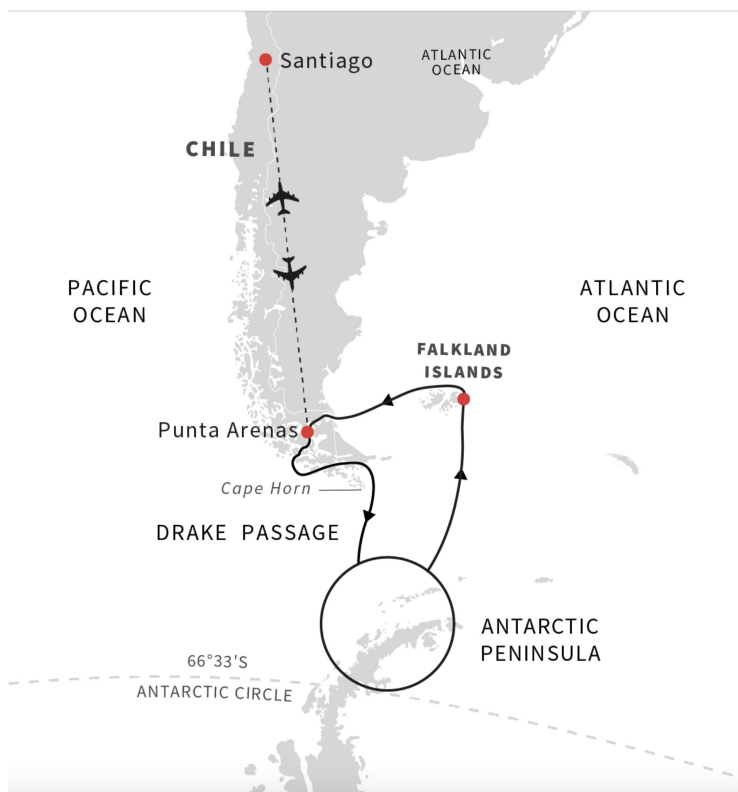 Santiago
ATLANTIC
OCEAN
CHILE
PACIFIC
OCEAN
ATLANTIC
OCEAN
FALKLAND
ISLANDS
Punta Arenas
Cape Horn
DRAKE PASSAGE
ANTARCTIC
PENINSULA
66°33'S
ANTARCTIC CIRCLE